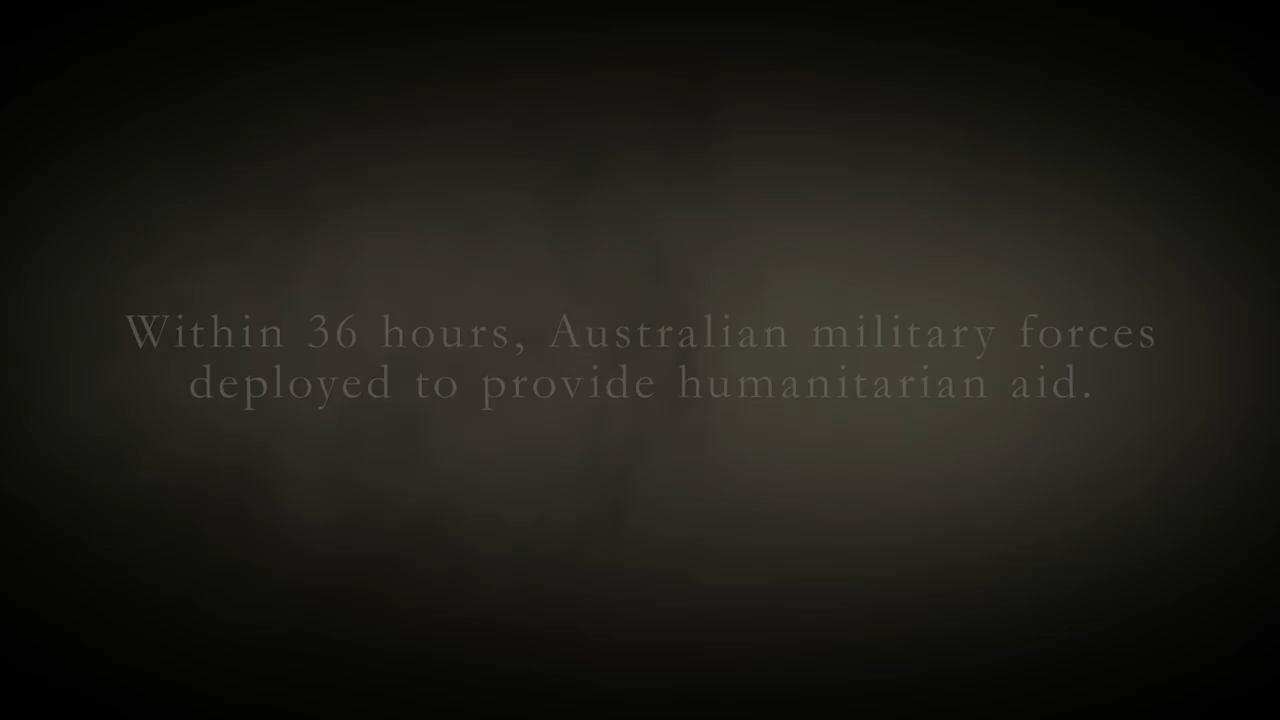 Within 36 hours, Australian military forces
deployed to provide humanitarian aid.